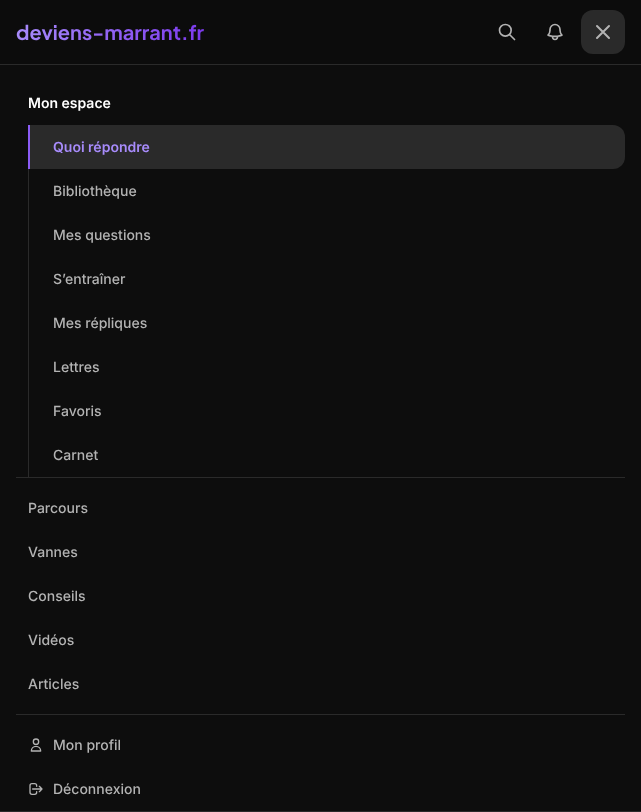 deviens-marrant.fr
Mon espace
Quoi répondre
Bibliothèque
Mes questions
S’entraîner
Mes répliques
Lettres
Favoris
Carnet
Parcours
Vannes
Conseils
Vidéos
Articles
Mon profil
Déconnexion